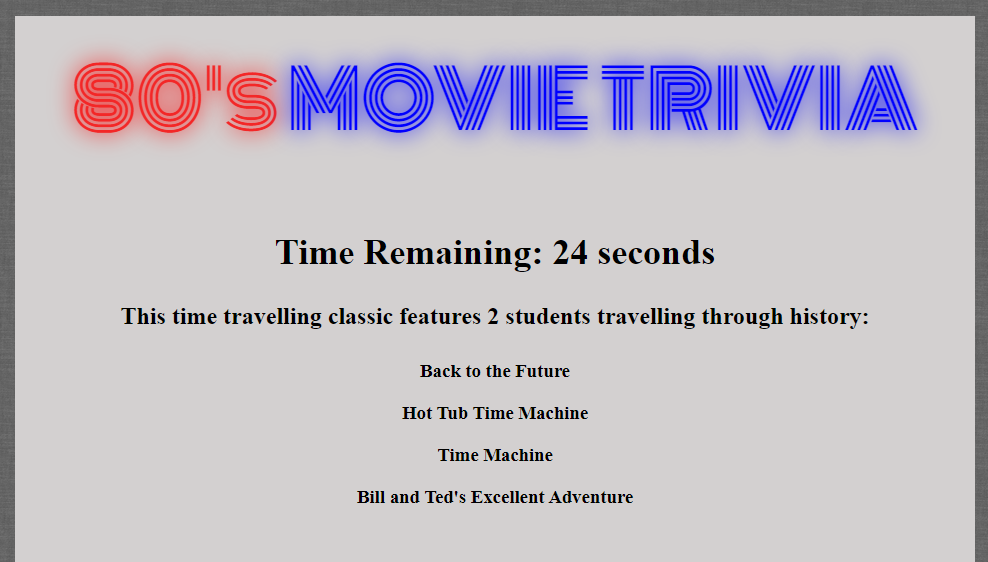 80's MOVIE TRIVIA
Time Remaining: 24 seconds
This time travelling classic features 2 students travelling through history:
Back to the Future
Hot Tub Time Machine
Time Machine
Bill and Ted's Excellent Adventure